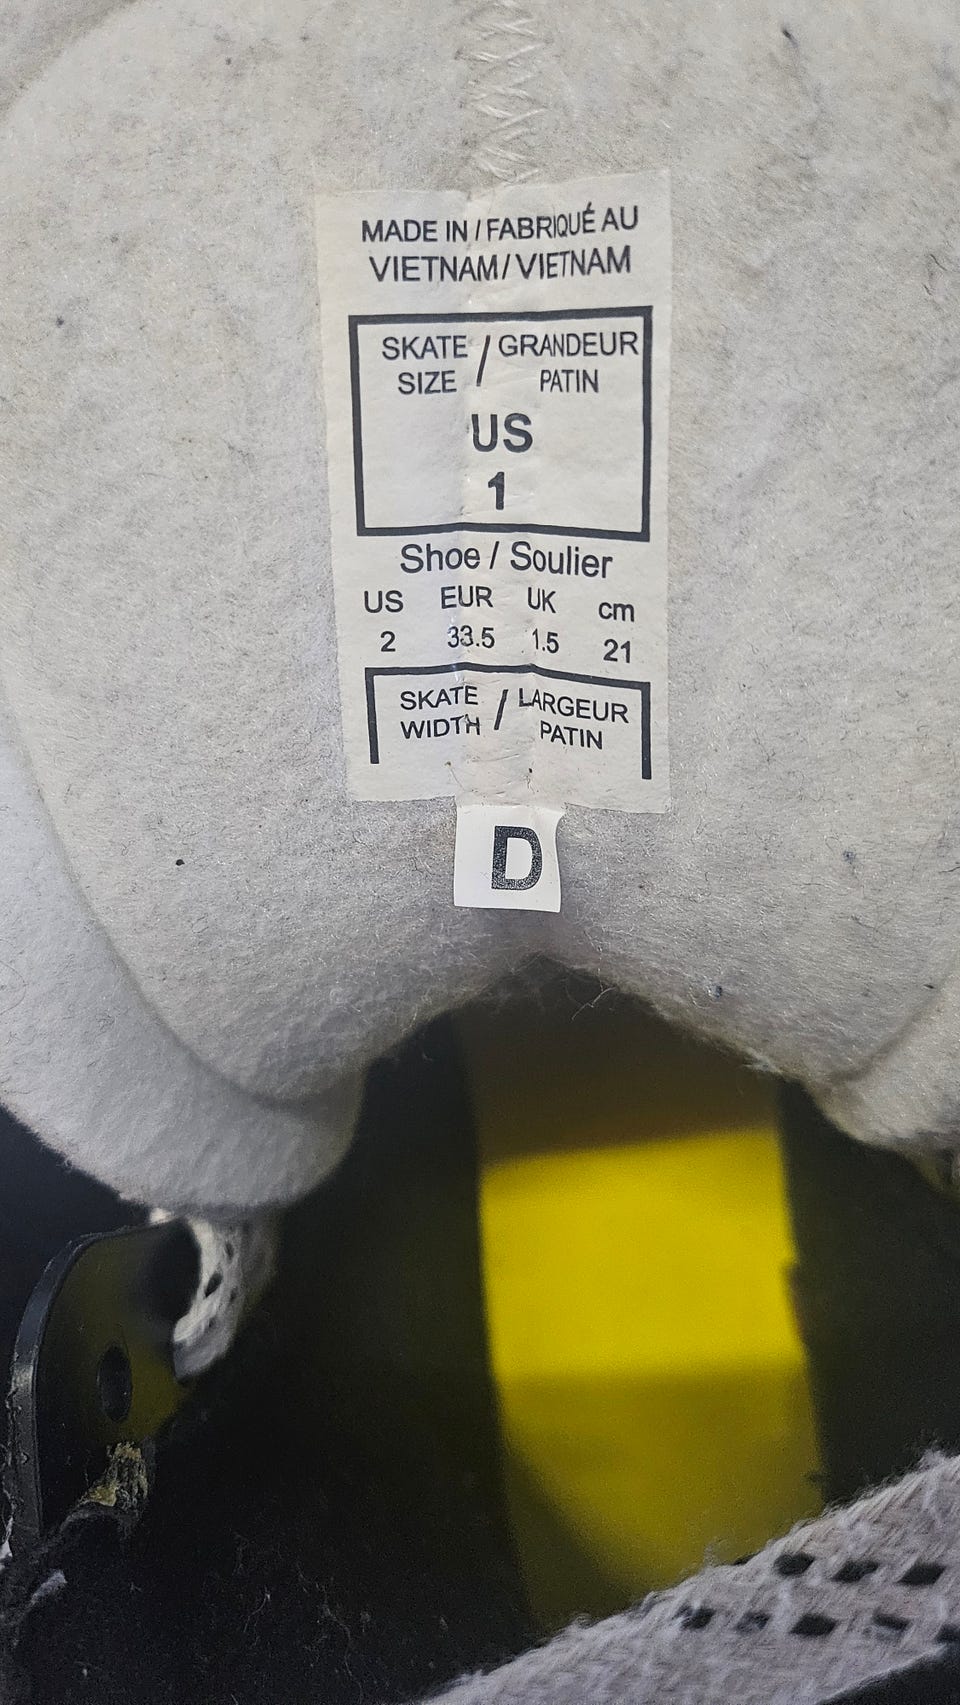 MADE IN / FABRIQUÉ AU
VIETNAM / VIETNAM
SKATE / GRANDEUR
SIZE PATIN
US
1
Shoe / Soulier
US EUR UK cm
2 33.5 1.5 21
SKATE / LARGEUR
WIDTH PATIN
D